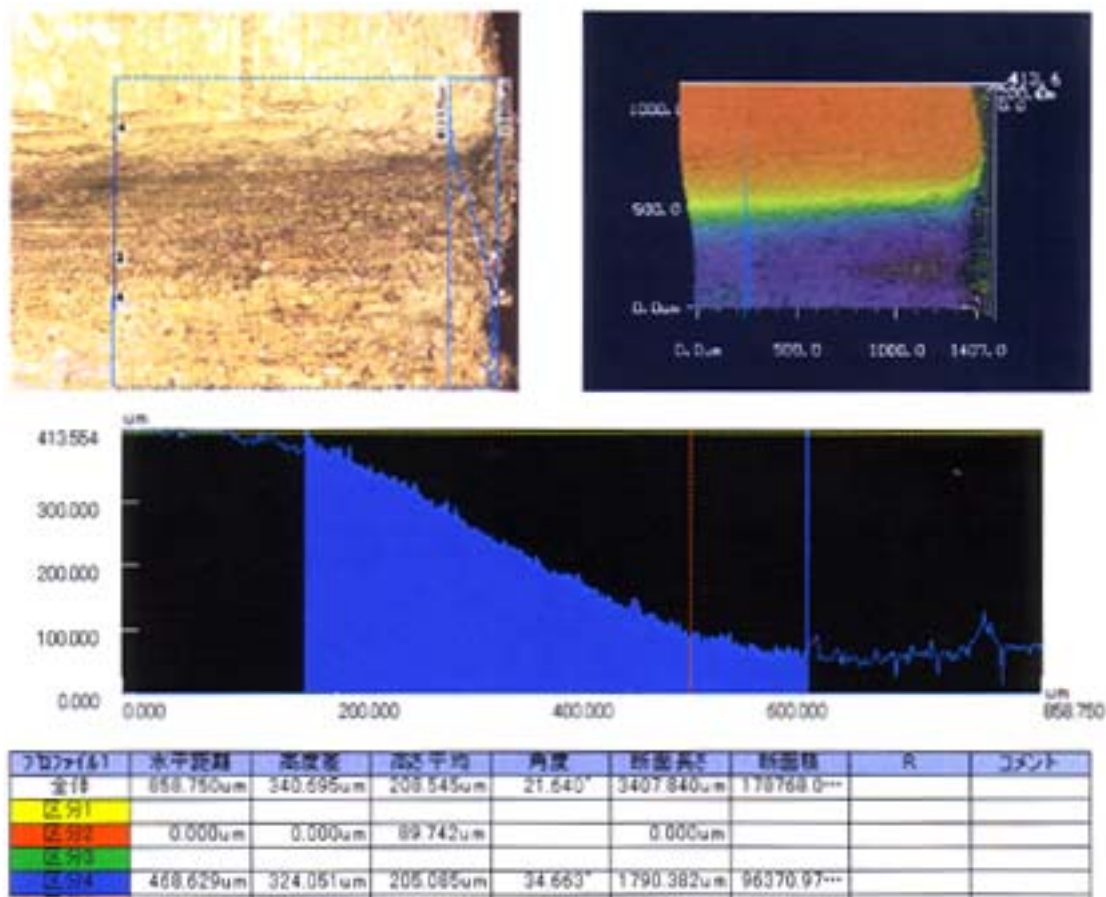 1000.
413.6
0.0
500.0
0.0um
0.0um 500.0 1000.0 1407.0
um
413.554
300.000
200.000
100.000
0.000
0.000 200.000 400.000 600.000 um
858.750
プロファイル1 水平距離 高度差 高さ平均 角度 断面長さ 断面積 R コメント
全体 858.750um 340.695um 208.545um 21.640° 3407.840um 178768.0…
区分1
区分2 0.000um 0.000um 89.742um 0.000um
区分3
区分4 468.629um 324.051um 205.085um 34.663° 1790.382um 96370.97…